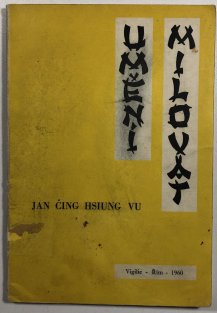 UMĚNÍ
MILOVAT
JAN ČING HSIUNG VU
Vigilie - Řím - 1960